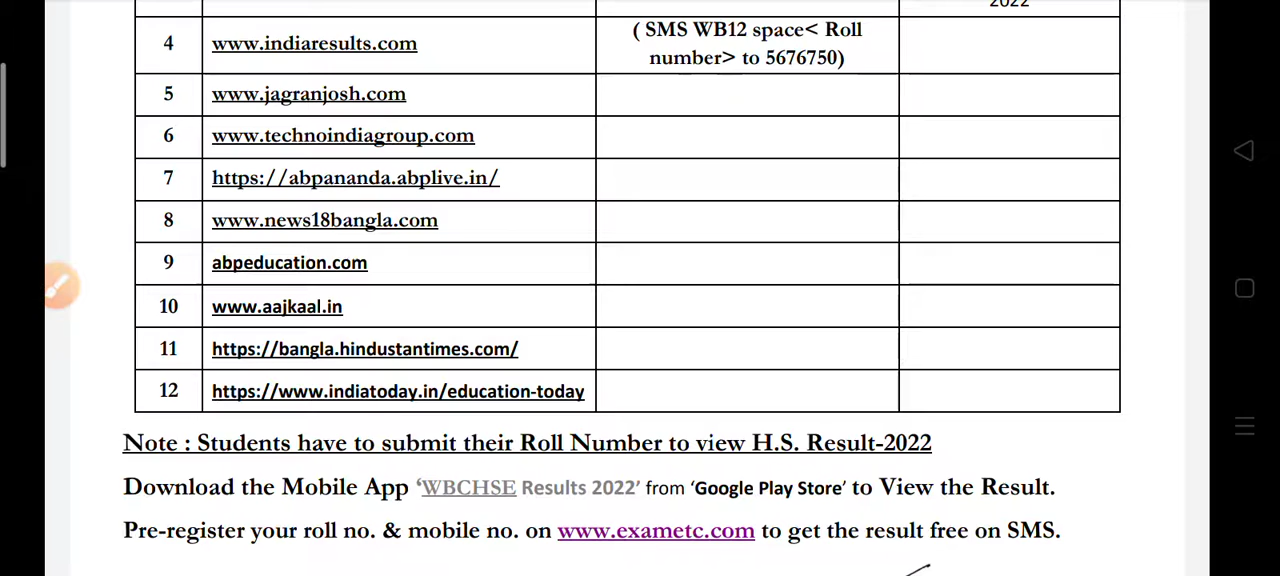 2022
4 www.indiaresults.com ( SMS WB12 space< Roll
number> to 5676750)
5 www.jagranjosh.com
6 www.technoindiagroup.com
7 https://abpananda.abplive.in/
8 www.news18bangla.com
9 abpeducation.com
10 www.aajkaal.in
11 https://bangla.hindustantimes.com/
12 https://www.indiatoday.in/education-today
Note : Students have to submit their Roll Number to view H.S. Result-2022
Download the Mobile App ‘WBCHSE Results 2022’ from ‘Google Play Store’ to View the Result.
Pre-register your roll no. & mobile no. on www.exametc.com to get the result free on SMS.